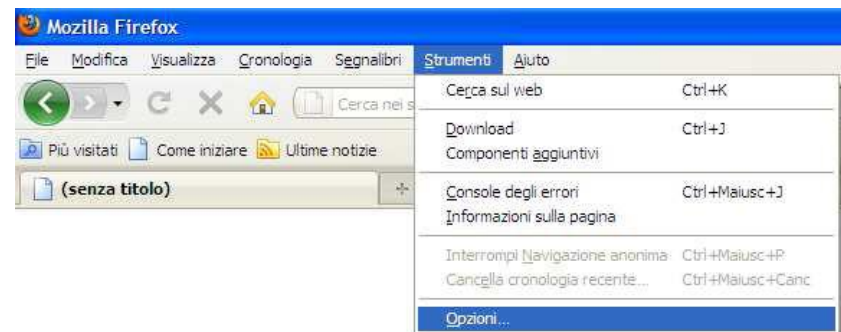 Mozilla Firefox
File Modifica Visualizza Cronologia Segnalibri Strumenti Aiuto
Cerca nei s
Più visitati Come iniziare Ultime notizie
(senza titolo)
Cerca sul web Ctrl+K
Download Ctrl+J
Componenti aggiuntivi
Console degli errori Ctrl+Maiusc+J
Informazioni sulla pagina
Interrompi Navigazione anonima Ctrl+Maiusc+P
Cancella cronologia recente... Ctrl+Maiusc+Canc
Opzioni...